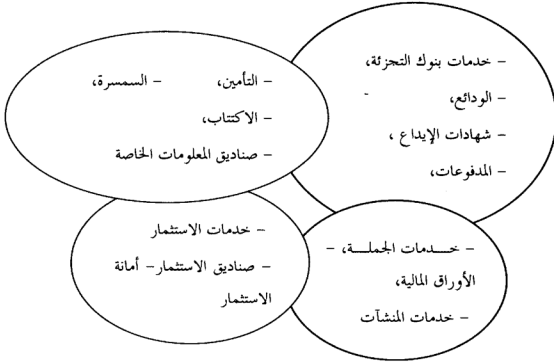 - خدمات بنوك التجزئة،
- الودائع، -
- شهادات الإيداع ،
- المدفوعات،
- التأمين، - السمسرة،
- الاكتتاب،
- صناديق المعلومات الخاصة
- خدمات الجملة، -
الأوراق المالية،
- خدمات المنشآت
- خدمات الاستثمار
- صناديق الاستثمار- أمانة
الاستثمار